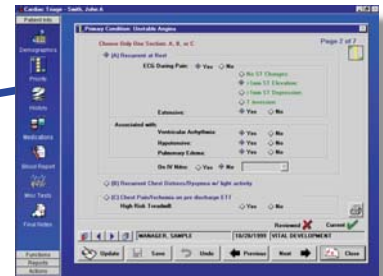 Cardiac Triage - Smith, John A
Patient Info
Demographics
Priority
History
Medications
Blood Report
Misc Tests
Final Notes
Functions
Reports
Actions
Primary Condition: Unstable Angina
Choose Only One Section: A, B, or C
Page 2 of 7
(A) Recurrent at Rest
ECG During Pain: Yes No
No ST Changes
>1mm ST Elevation
>1mm ST Depression
T Inversion
Extensive: Yes No
Associated with:
Ventricular Arrhythmia: Yes No
Hypotension: Yes No
Pulmonary Edema: Yes No
On IV Nitro: Yes No
(B) Recurrent Chest Distress/Dyspnea w/ light activity
(C) Chest Pain/Ischemia on pre discharge ETT
High Risk Treadmill: Yes No
Reviewed Current
MANAGER, SAMPLE 10/28/1999 VITAL DEVELOPMENT
Update Save Undo Previous Next Close